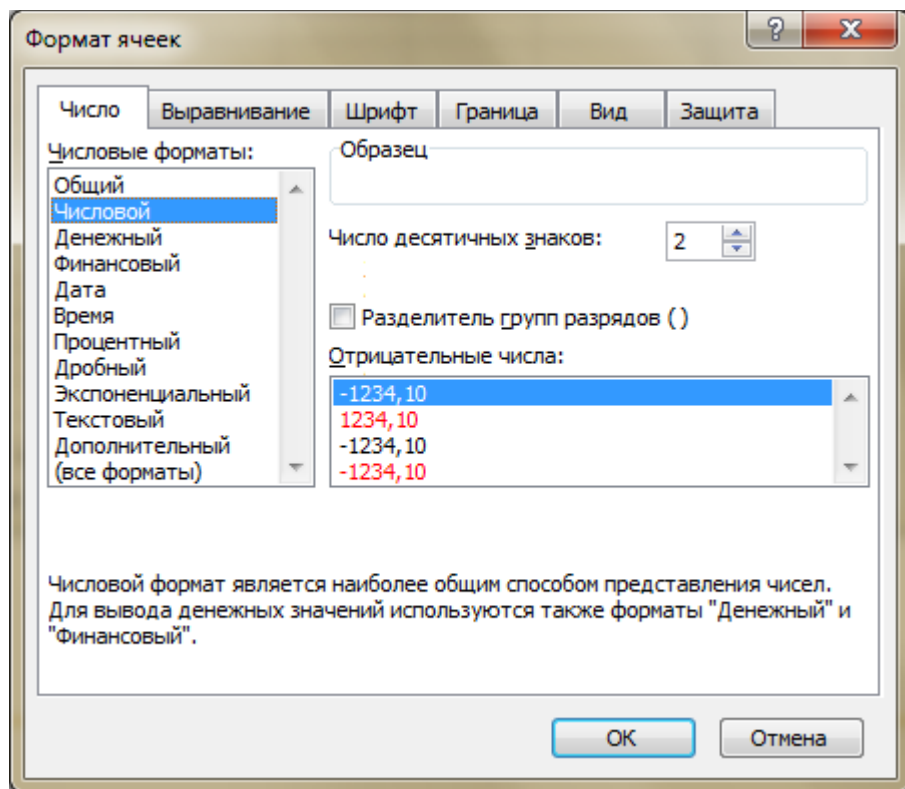 Формат ячеек
Число Выравнивание Шрифт Граница Вид Защита
Числовые форматы:
Общий
Числовой
Денежный
Финансовый
Дата
Время
Процентный
Дробный
Экспоненциальный
Текстовый
Дополнительный
(все форматы)
Образец
Число десятичных знаков: 2
Разделитель групп разрядов ( )
Отрицательные числа:
-1234,10
1234,10
-1234,10
-1234,10
Числовой формат является наиболее общим способом представления чисел.
Для вывода денежных значений используются также форматы "Денежный" и
"Финансовый".
ОК Отмена